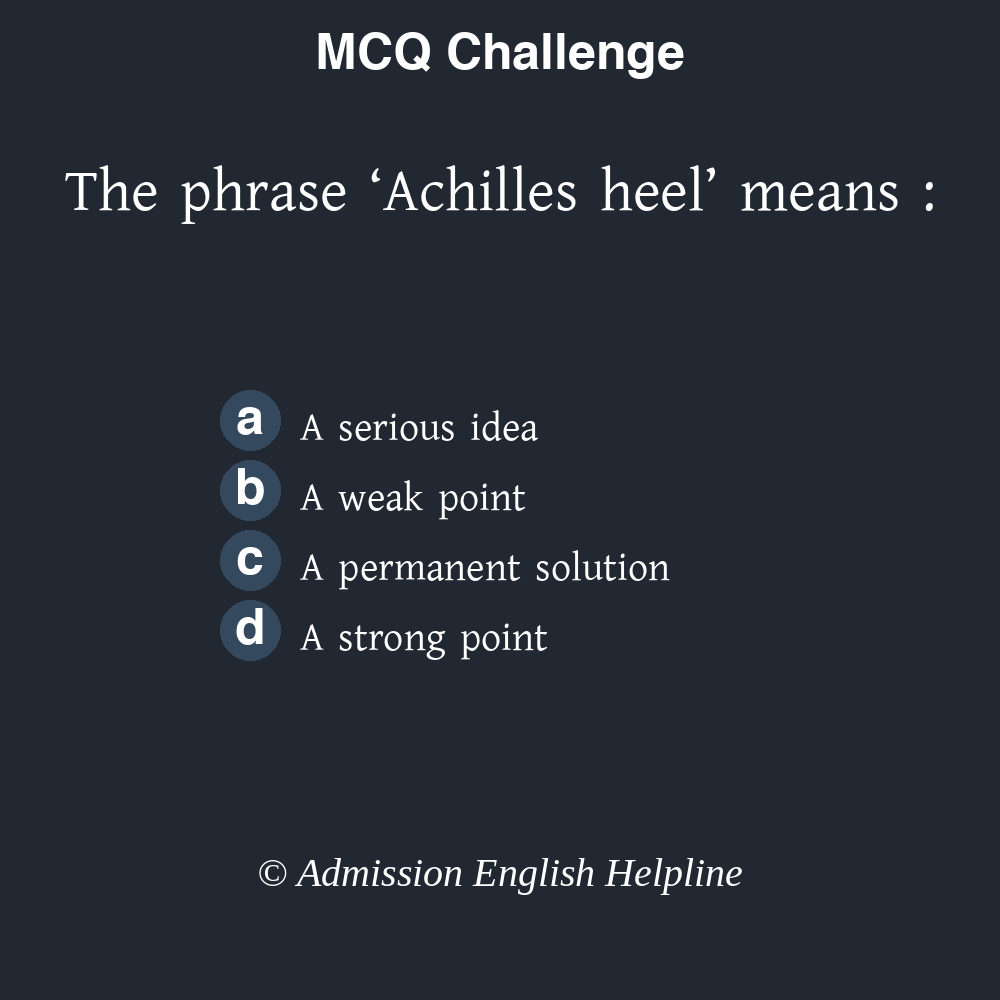 MCQ Challenge
The phrase ‘Achilles heel’ means :
a A serious idea
b A weak point
c A permanent solution
d A strong point
© Admission English Helpline